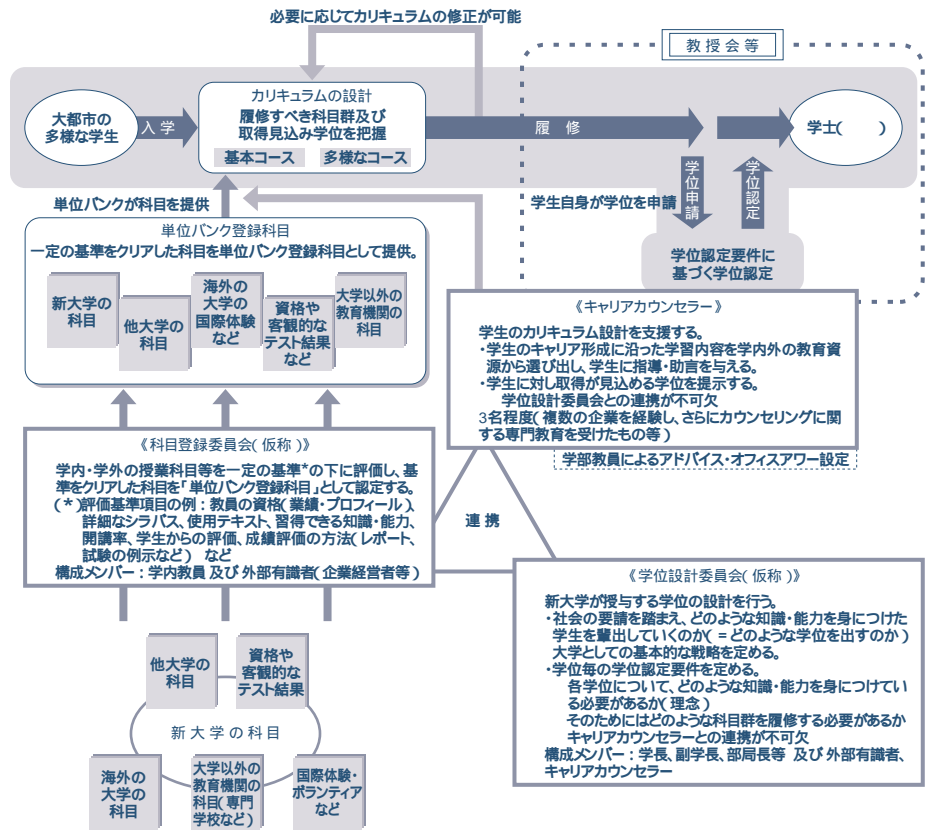 必要に応じてカリキュラムの修正が可能
教授会等
大都市の
多様な学生
入学
カリキュラムの設計
履修すべき科目群及び
取得見込み学位を把握
基本コース 多様なコース
履修
学士(　　)
学位申請
学位認定
学生自身が学位を申請
学位認定要件に
基づく学位認定
単位バンクが科目を提供
単位バンク登録科目
一定の基準をクリアした科目を単位バンク登録科目として提供。
新大学の
科目
他大学の
科目
海外の
大学の
国際体験
など
資格や
客観的な
テスト結果
など
大学以外の
教育機関の
科目
《キャリアカウンセラー》
学生のカリキュラム設計を支援する。
・学生のキャリア形成に沿った学習内容を学内外の教育資
源から選び出し、学生に指導・助言を与える。
・学生に対し取得が見込める学位を提示する。
学位設計委員会との連携が不可欠
3名程度(複数の企業を経験し、さらにカウンセリングに関
する専門教育を受けたもの等)
学部教員によるアドバイス・オフィスアワー設定
《科目登録委員会(仮称)》
学内・学外の授業科目等を一定の基準*の下に評価し、基
準をクリアした科目を「単位バンク登録科目」として認定する。
(*)評価基準項目の例：教員の資格(業績・プロフィール)、
詳細なシラバス、使用テキスト、習得できる知識・能力、
開講率、学生からの評価、成績評価の方法(レポート、
試験の例示など) など
構成メンバー：学内教員 及び 外部有識者(企業経営者等)
連携
《学位設計委員会(仮称)》
新大学が授与する学位の設計を行う。
・社会の要請を踏まえ、どのような知識・能力を身につけた
学生を輩出していくのか(=どのような学位を出すのか)
大学としての基本的な戦略を定める。
・学位毎の学位認定要件を定める。
各学位について、どのような知識・能力を身につけてい
る必要があるか(理念)
そのためにはどのような科目群を履修する必要があるか
キャリアカウンセラーとの連携が不可欠
構成メンバー：学長、副学長、部局長等 及び 外部有識者、
キャリアカウンセラー
他大学の
科目
資格や
客観的な
テスト結果
新大学の科目
海外の
大学の
科目
大学以外の
教育機関の
科目(専門
学校など)
国際体験・
ボランティア
など